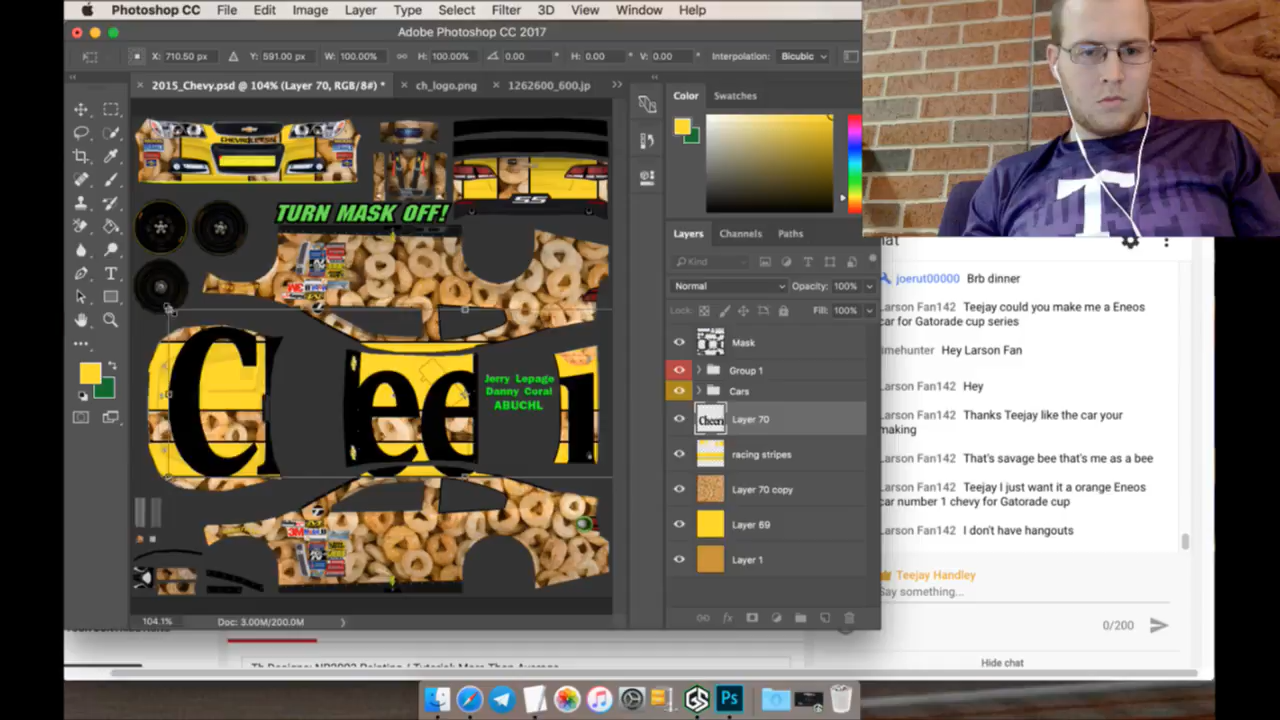 Photoshop CC File Edit Image Layer Type Select Filter 3D View Window Help
Adobe Photoshop CC 2017
X: 710.50 px Y: 591.00 px W: 100.00% H: 100.00% 0.00 ° H: 0.00 ° V: 0.00 ° Interpolation: Bicubic
2015_Chevy.psd @ 104% (Layer 70, RGB/8#) * ch_logo.png 1262600_600.jp
Color Swatches
TURN MASK OFF!
55
3M
Jerry Lepage
Danny Coral
ABUCHL
Layers Channels Paths
Kind
Normal Opacity: 100%
Lock: Fill: 100%
Mask
Group 1
Cars
Layer 70
racing stripes
Layer 70 copy
Layer 69
Layer 1
104.1% Doc: 3.00M/200.0M
T
joerut00000 Brb dinner
Larson Fan142 Teejay could you make me a Eneos
car for Gatorade cup series
imehunter Hey Larson Fan
Larson Fan142 Hey
Larson Fan142 Thanks Teejay like the car your
making
Larson Fan142 That's savage bee that's me as a bee
Larson Fan142 Teejay I just want it a orange Eneos
car number 1 chevy for Gatorade cup
Larson Fan142 I don't have hangouts
Teejay Handley
Say something...
0/200
Hide chat
Ps